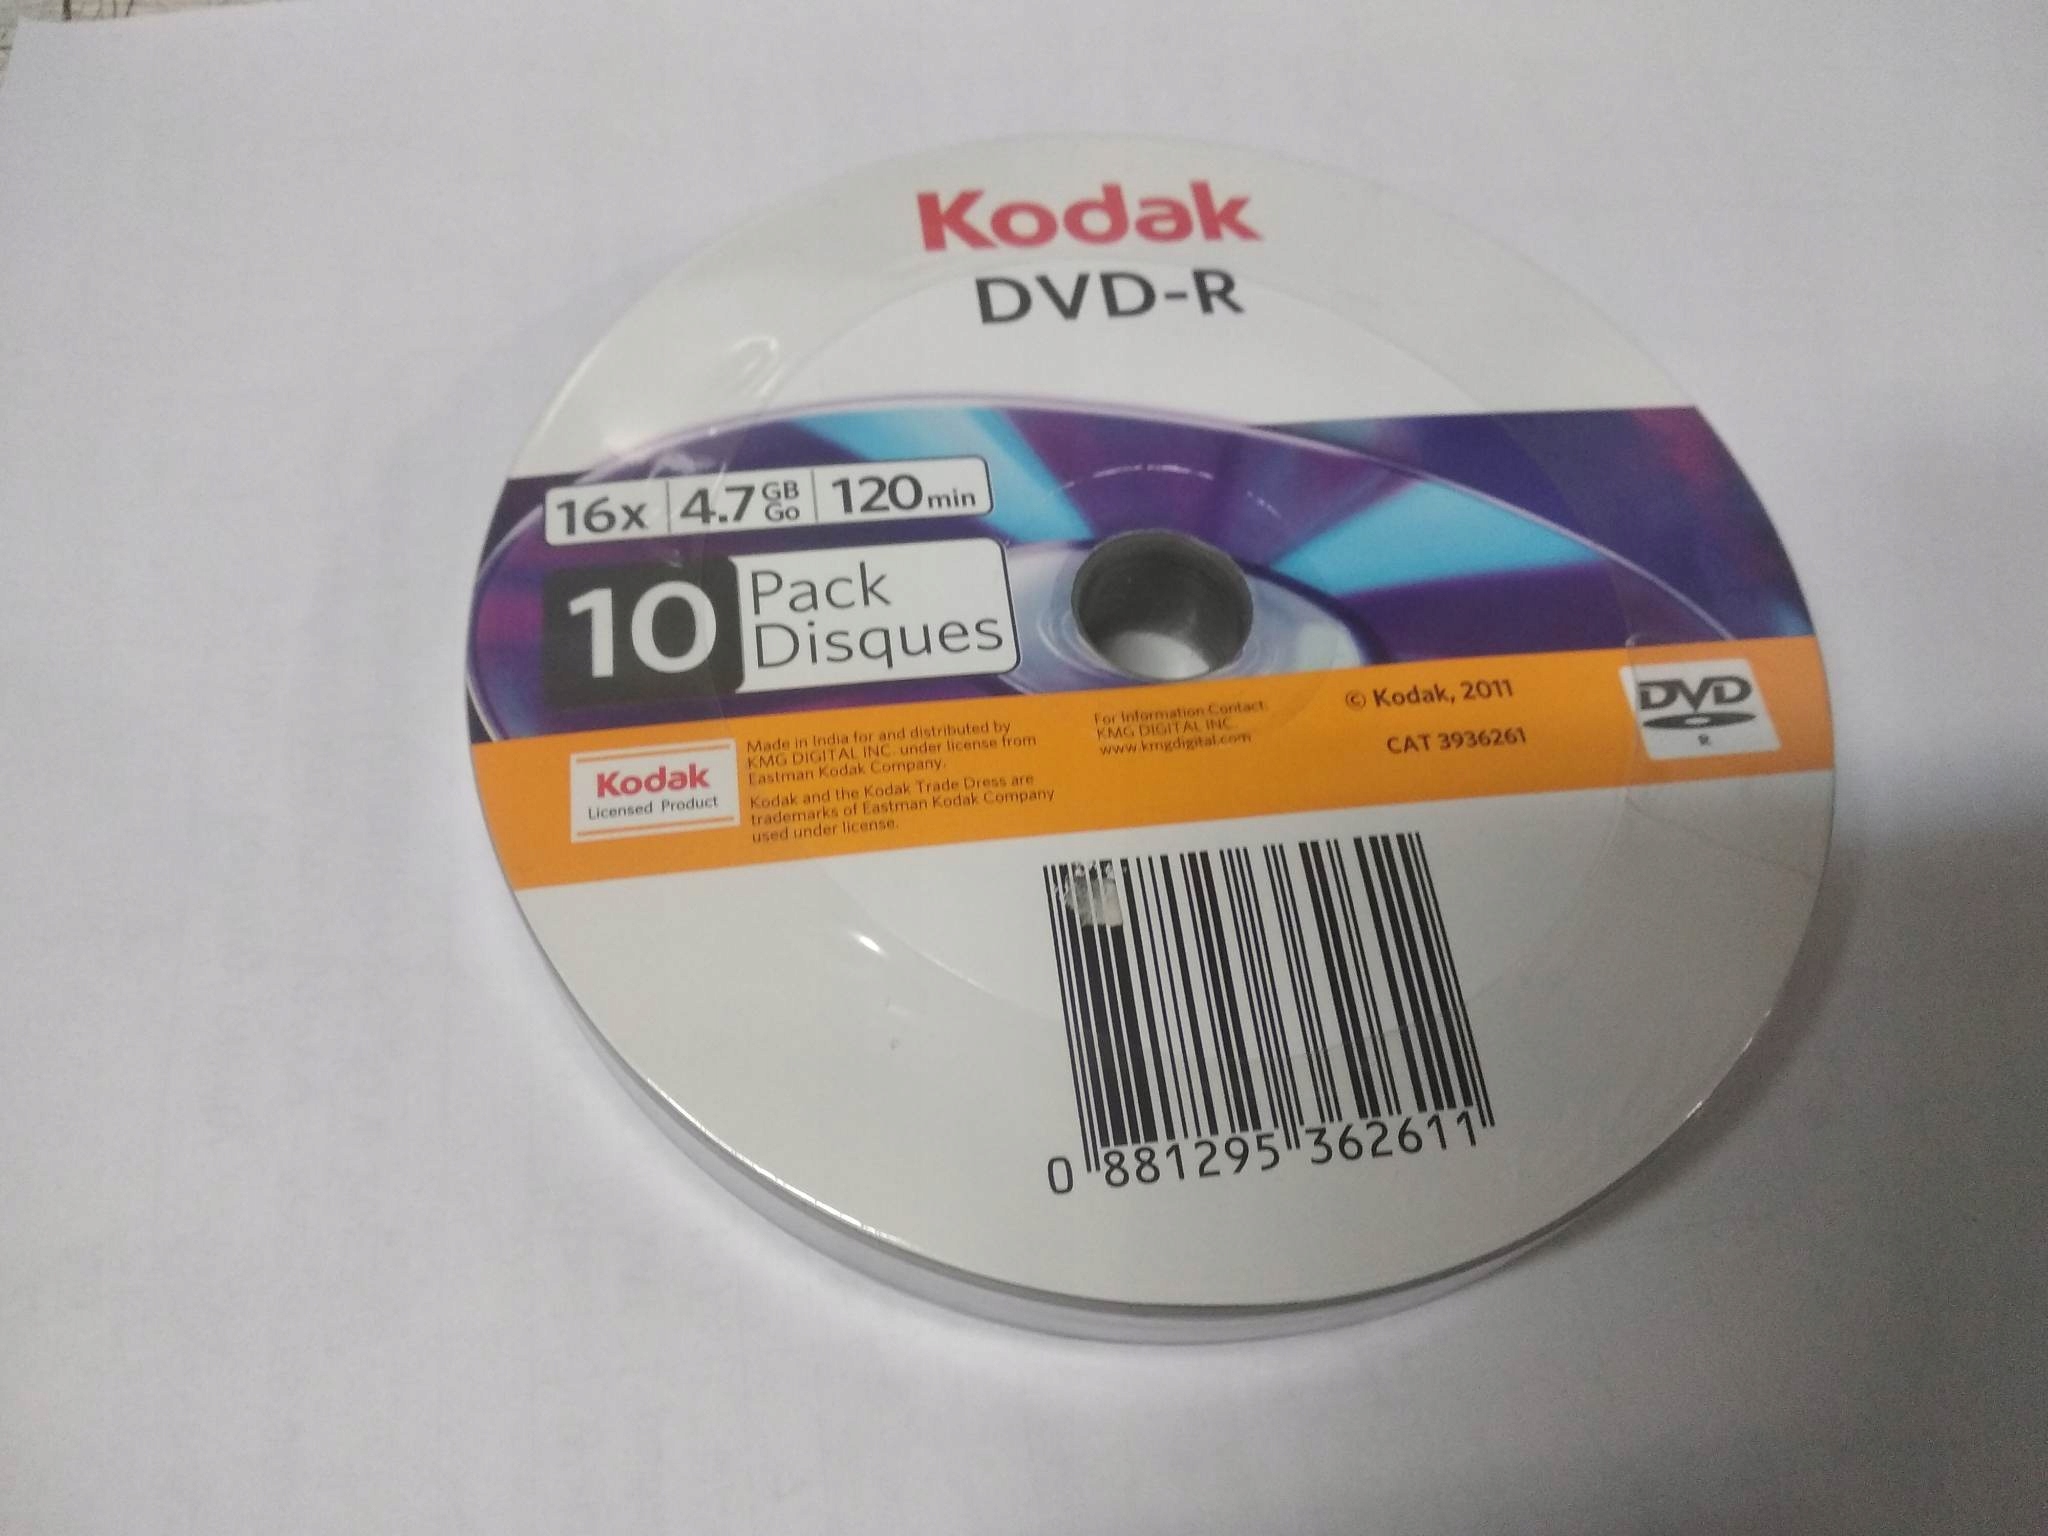 Kodak
DVD-R
16x 4.7 GB Go 120 min
10 Pack Disques
Kodak
Licensed Product
Made in India for and distributed by
KMG DIGITAL INC. under license from
Eastman Kodak Company.
Kodak and the Kodak Trade Dress are
trademarks of Eastman Kodak Company
used under license.
For Information Contact:
KMG DIGITAL INC.
www.kmgdigital.com
© Kodak, 2011
CAT 3936261
DVD
R
0 881295 362611